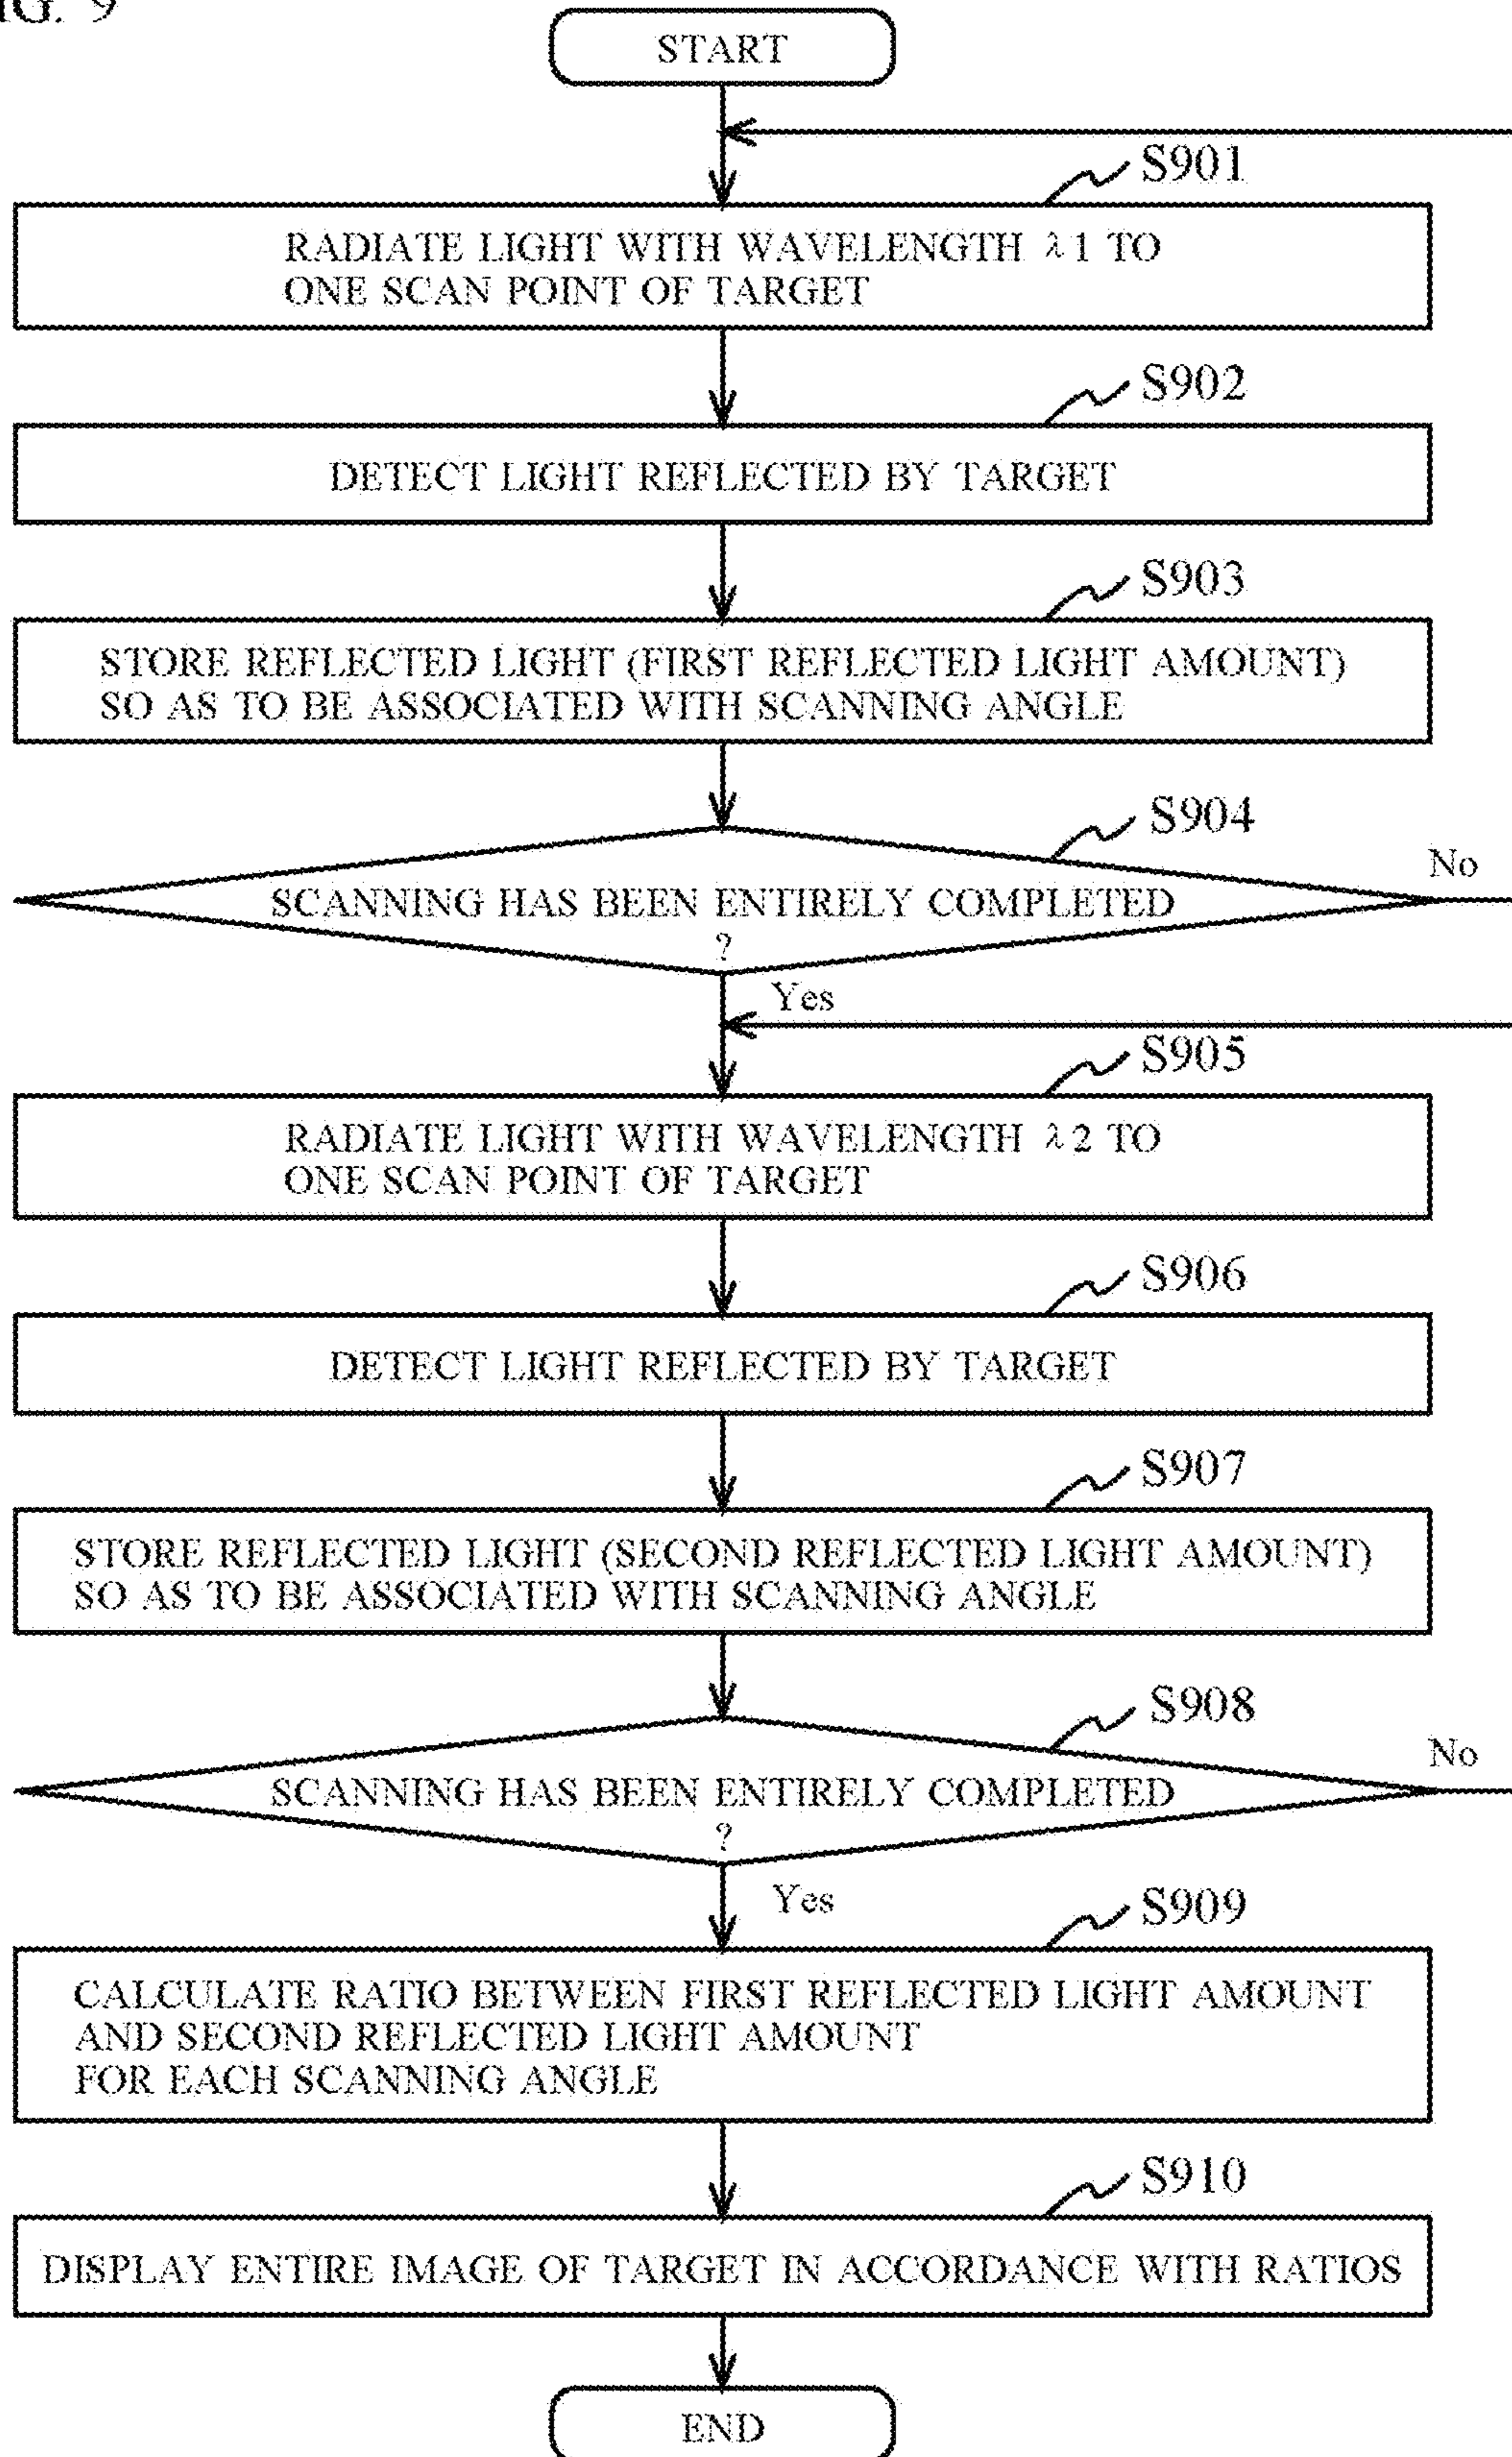 IG. 9
START
S901
RADIATE LIGHT WITH WAVELENGTH λ1 TO
ONE SCAN POINT OF TARGET
S902
DETECT LIGHT REFLECTED BY TARGET
S903
STORE REFLECTED LIGHT (FIRST REFLECTED LIGHT AMOUNT)
SO AS TO BE ASSOCIATED WITH SCANNING ANGLE
S904
No
SCANNING HAS BEEN ENTIRELY COMPLETED
?
Yes
S905
RADIATE LIGHT WITH WAVELENGTH λ2 TO
ONE SCAN POINT OF TARGET
S906
DETECT LIGHT REFLECTED BY TARGET
S907
STORE REFLECTED LIGHT (SECOND REFLECTED LIGHT AMOUNT)
SO AS TO BE ASSOCIATED WITH SCANNING ANGLE
S908
No
SCANNING HAS BEEN ENTIRELY COMPLETED
?
Yes
S909
CALCULATE RATIO BETWEEN FIRST REFLECTED LIGHT AMOUNT
AND SECOND REFLECTED LIGHT AMOUNT
FOR EACH SCANNING ANGLE
S910
DISPLAY ENTIRE IMAGE OF TARGET IN ACCORDANCE WITH RATIOS
END